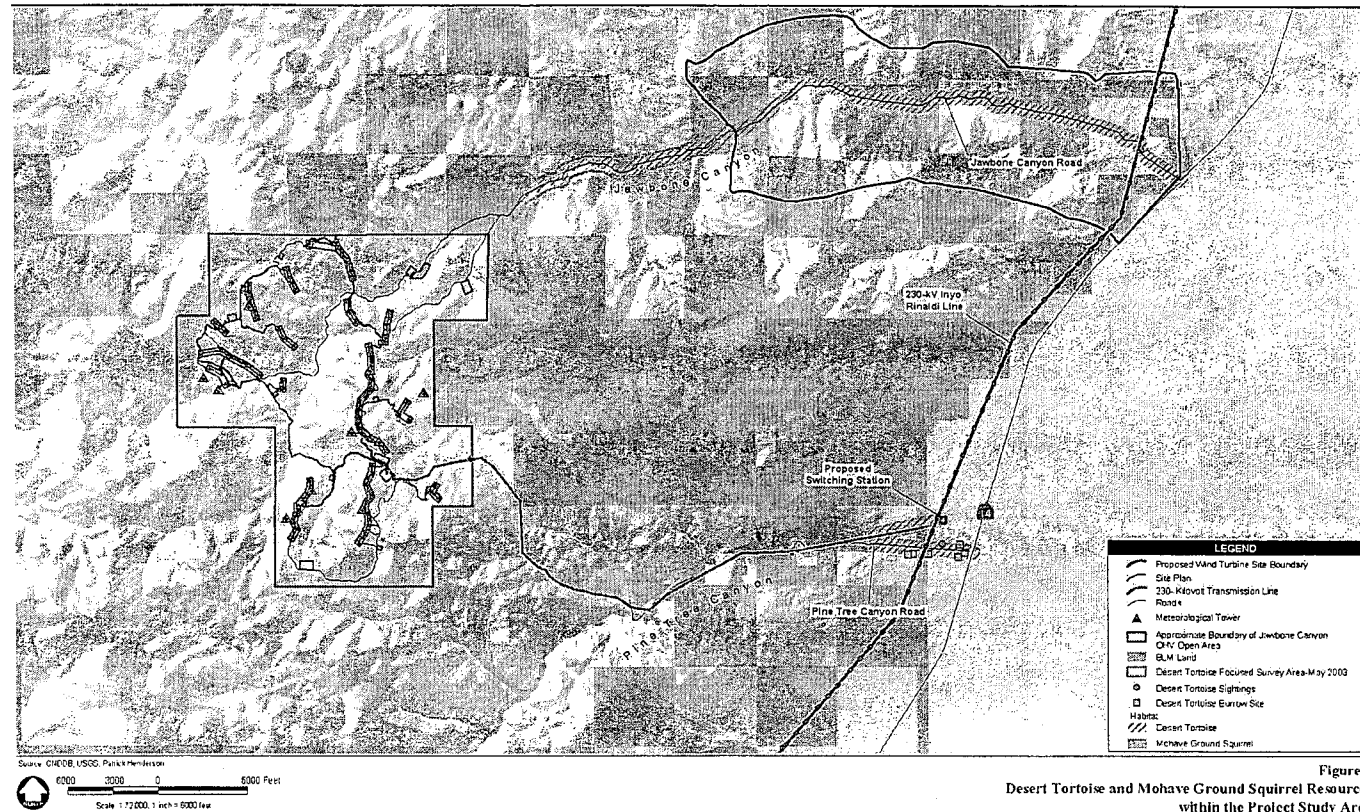 Jawbone Canyon Road
Jawbone Canyon
230-kV Inyo
Rinaldi Line
Proposed
Switching Station
Pine Tree Canyon Road
Pine Tree Canyon
LEGEND
Proposed Wind Turbine Site Boundary
Site Plan
230-Kilovolt Transmission Line
Roads
Meteorological Tower
Approximate Boundary of Jawbone Canyon
OHV Open Area
BLM Land
Desert Tortoise Focused Survey Area-May 2003
Desert Tortoise Sightings
Desert Tortoise Burrow Site
Habitat
Desert Tortoise
Mohave Ground Squirrel
Source: CNDDB, USGS, Patrick Henderson
NORTH
6000 3000 0 6000 Feet
Scale 1:72,000, 1 inch = 6000 feet
Figure
Desert Tortoise and Mohave Ground Squirrel Resourc
within the Project Study Are